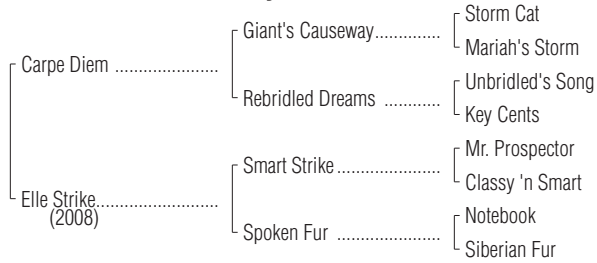 Storm Cat
Giant's Causeway..............
Mariah's Storm
Carpe Diem ......................
Unbridled's Song
Rebridled Dreams ............
Key Cents
Mr. Prospector
Smart Strike ......................
Classy 'n Smart
Elle Strike..........................
(2008)
Notebook
Spoken Fur ......................
Siberian Fur